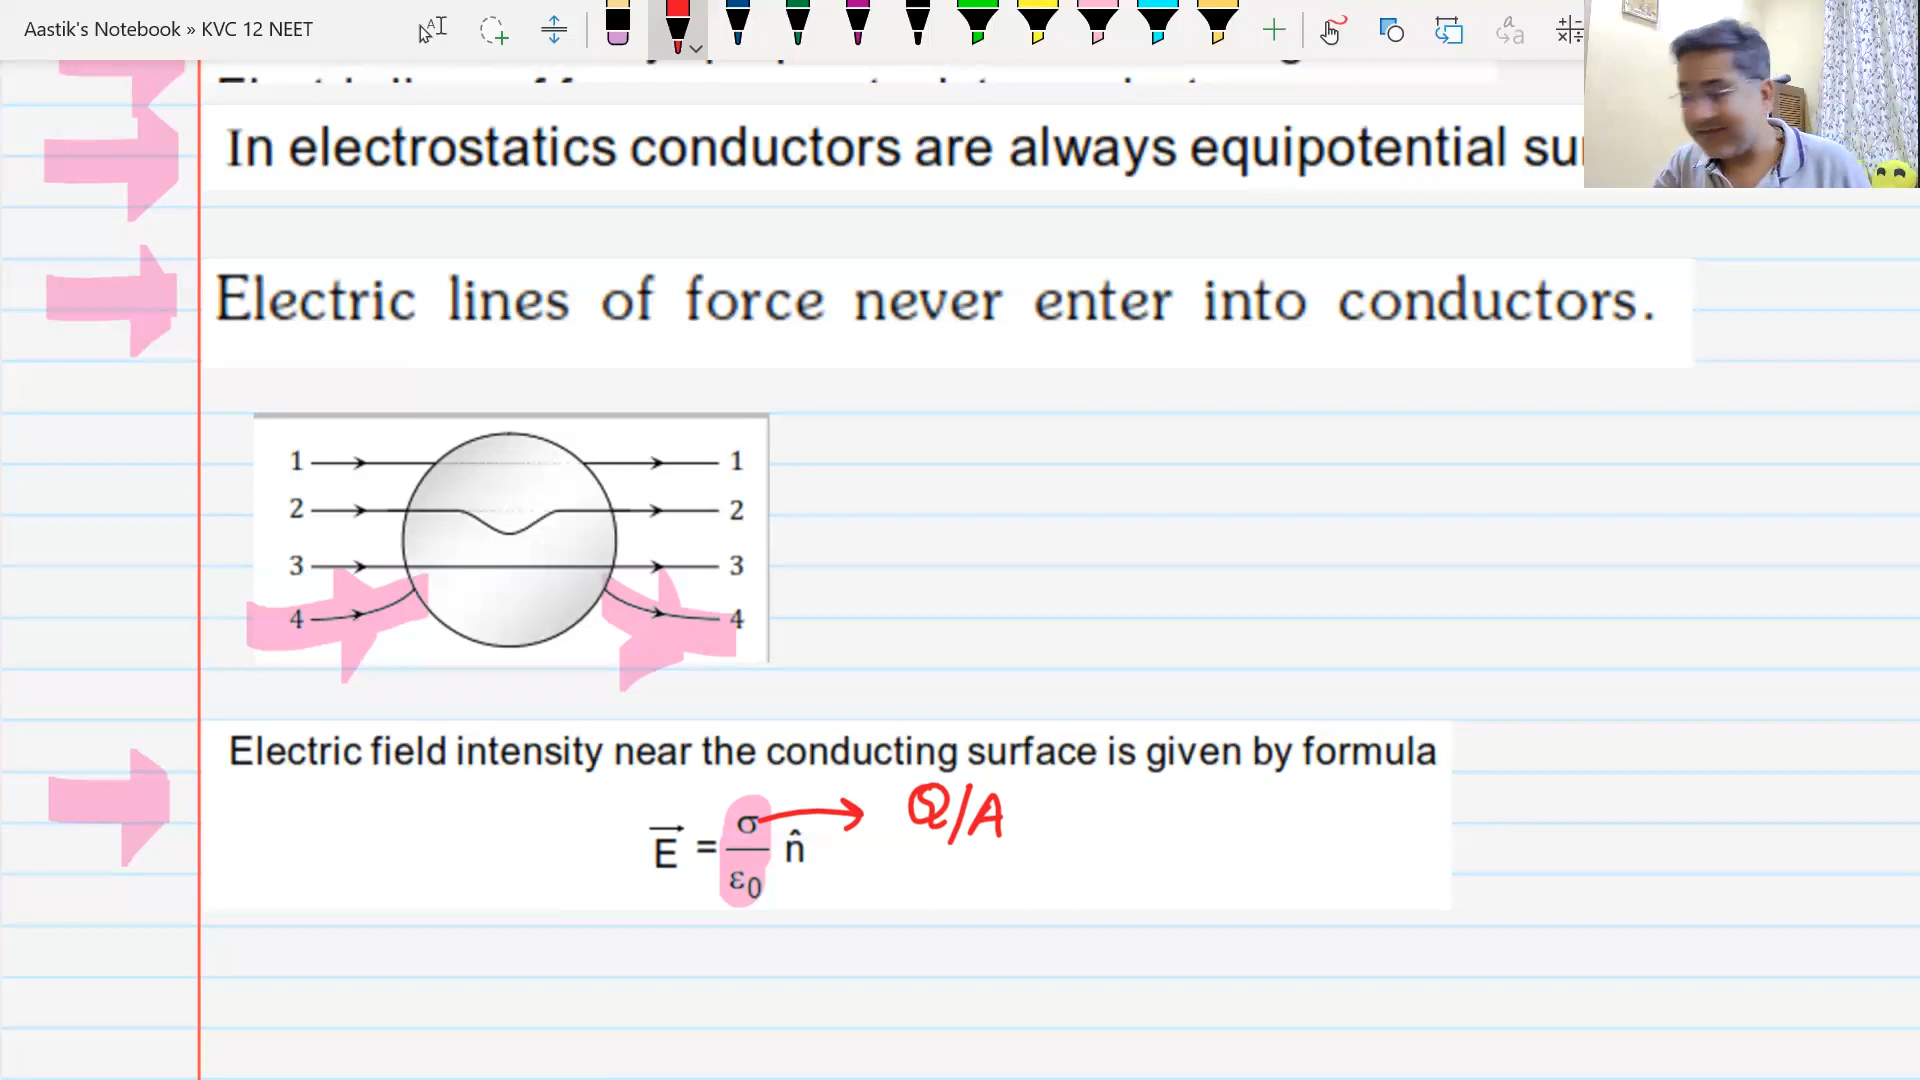 Aastik's Notebook » KVC 12 NEET
In electrostatics conductors are always equipotential
Electric lines of force never enter into conductors.
1 1
2 2
3 3
4 4
Electric field intensity near the conducting surface is given by formula
E⃗ = σ/ε₀ n̂ → Q/A